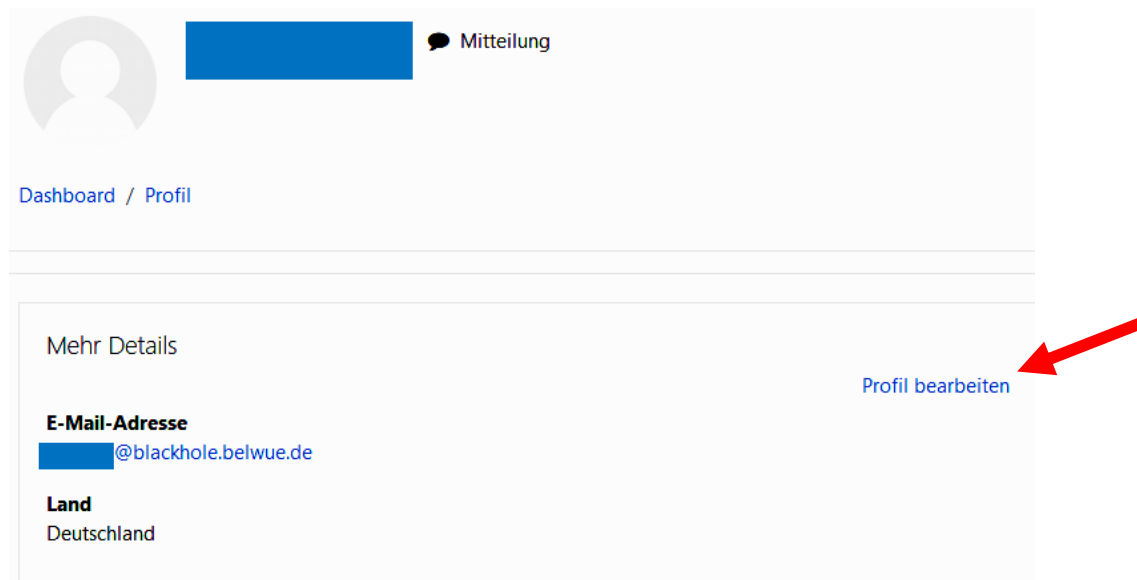 Mitteilung
Dashboard / Profil
Mehr Details
Profil bearbeiten
E-Mail-Adresse
@blackhole.belwue.de
Land
Deutschland